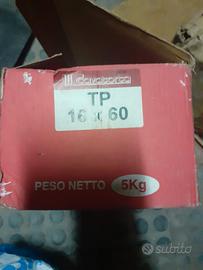 TP
16 x 60
PESO NETTO 5Kg
subito